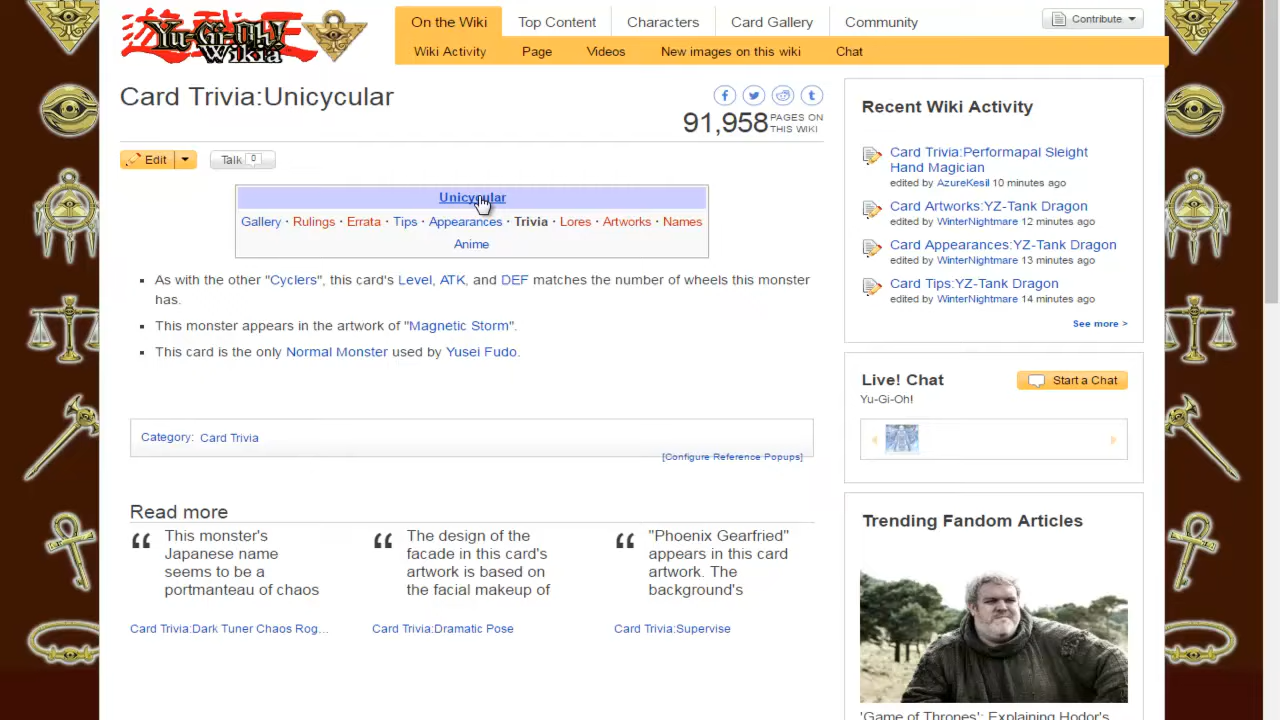 遊戯王
Yu-Gi-Oh!
Wikia
On the Wiki
Top Content
Characters
Card Gallery
Community
Contribute
Wiki Activity
Page
Videos
New images on this wiki
Chat
Card Trivia:Unicycular
91,958 PAGES ON
THIS WIKI
Edit
Talk 0
Unicycular
Gallery · Rulings · Errata · Tips · Appearances · Trivia · Lores · Artworks · Names
Anime
As with the other "Cyclers", this card's Level, ATK, and DEF matches the number of wheels this monster
has.
This monster appears in the artwork of "Magnetic Storm".
This card is the only Normal Monster used by Yusei Fudo.
Category: Card Trivia
[Configure Reference Popups]
Read more
This monster's
Japanese name
seems to be a
portmanteau of chaos
Card Trivia:Dark Tuner Chaos Rog...
The design of the
facade in this card's
artwork is based on
the facial makeup of
Card Trivia:Dramatic Pose
"Phoenix Gearfried"
appears in this card
artwork. The
background's
Card Trivia:Supervise
Recent Wiki Activity
Card Trivia:Performapal Sleight
Hand Magician
edited by AzureKesil 10 minutes ago
Card Artworks:YZ-Tank Dragon
edited by WinterNightmare 12 minutes ago
Card Appearances:YZ-Tank Dragon
edited by WinterNightmare 13 minutes ago
Card Tips:YZ-Tank Dragon
edited by WinterNightmare 14 minutes ago
See more >
Live! Chat
Start a Chat
Yu-Gi-Oh!
Trending Fandom Articles
'Game of Thrones': Explaining Hodor's